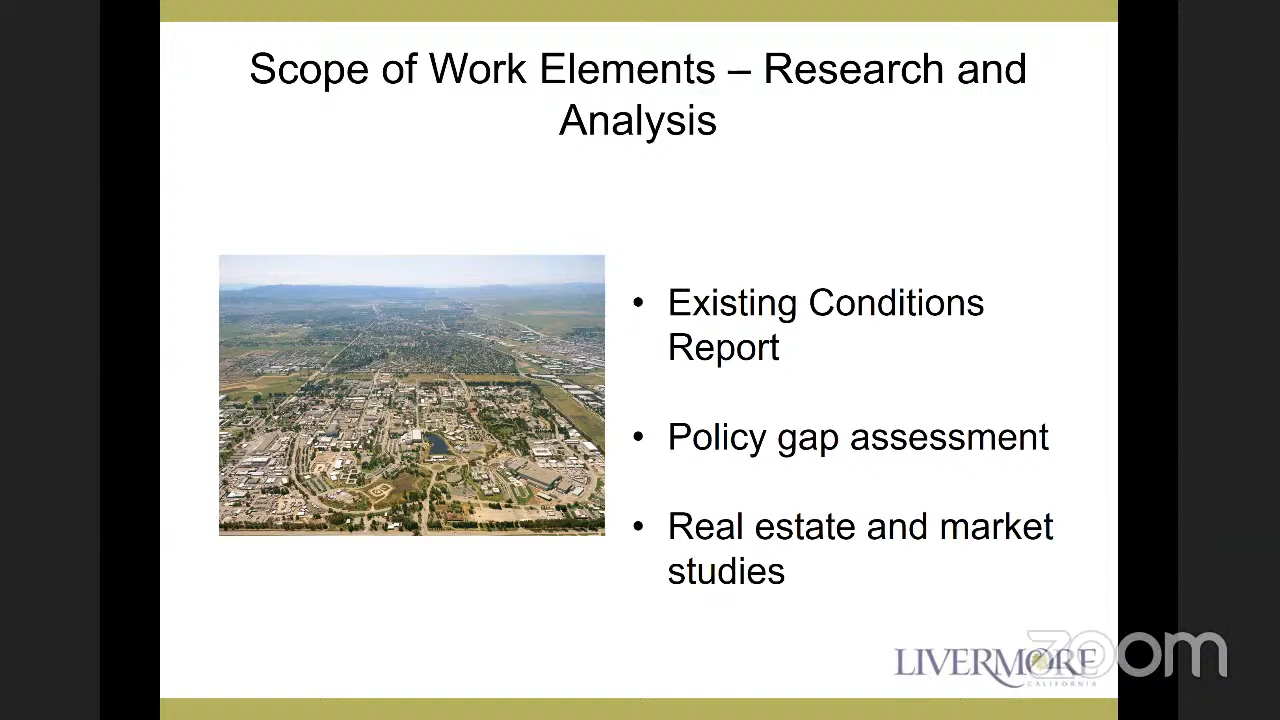 Scope of Work Elements – Research and
Analysis
• Existing Conditions
Report
• Policy gap assessment
• Real estate and market
studies
LIVERMORE
CALIFORNIA
zoom